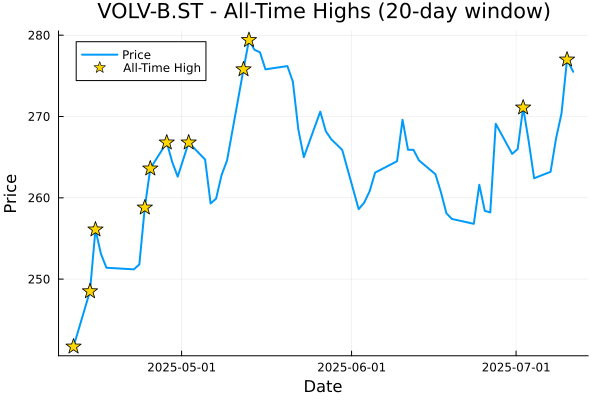 VOLV-B.ST - All-Time Highs (20-day window)
Price
All-Time High
280
270
260
250
Price
2025-05-01
2025-06-01
2025-07-01
Date